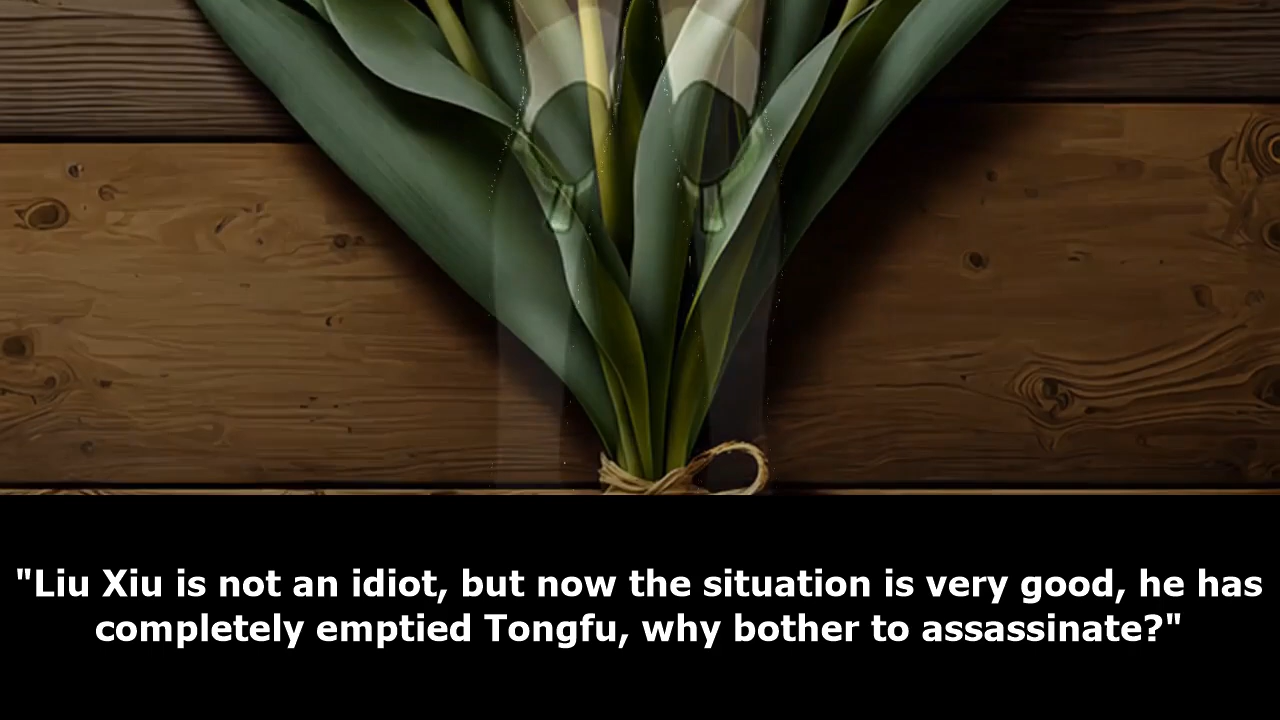 "Liu Xiu is not an idiot, but now the situation is very good, he has
completely emptied Tongfu, why bother to assassinate?"